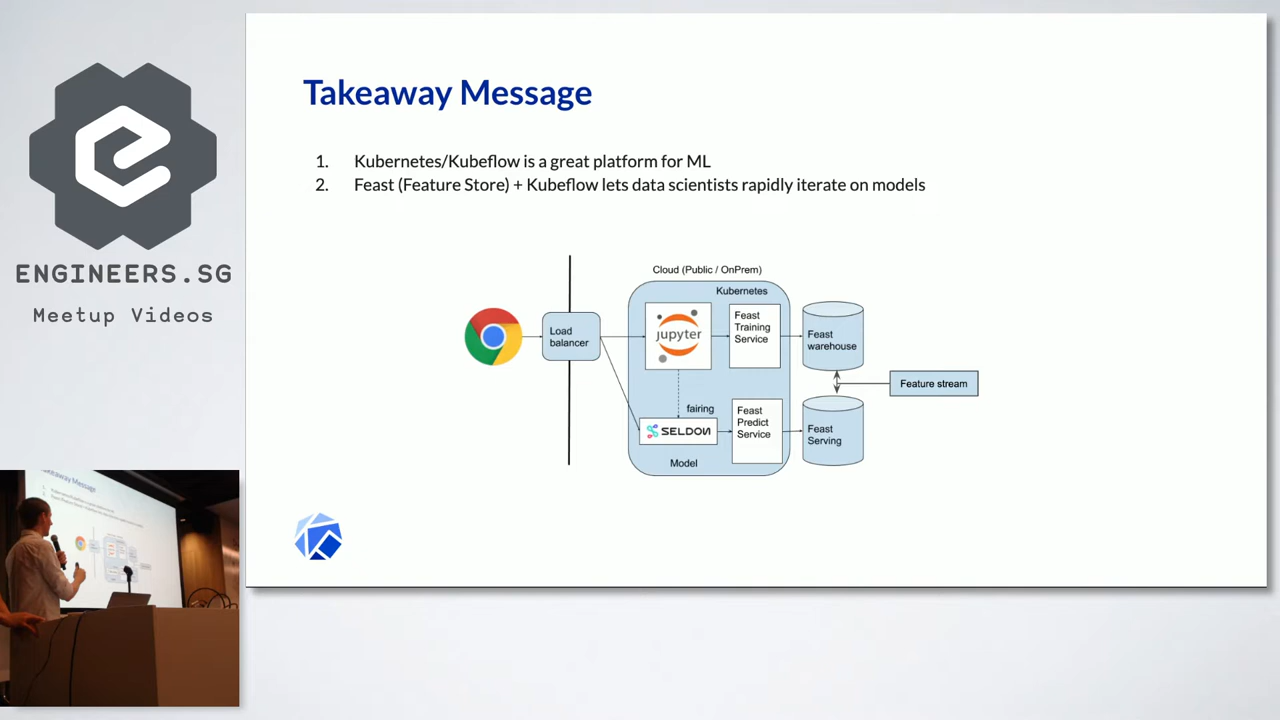 ENGINEERS.SG
Meetup Videos
Takeaway Message
1. Kubernetes/Kubeflow is a great platform for ML
2. Feast (Feature Store) + Kubeflow lets data scientists rapidly iterate on models
Cloud (Public / OnPrem)
Kubernetes
Load
balancer
jupyter
Feast
Training
Service
Feast
warehouse
Feature stream
fairing
SELDON
Feast
Predict
Service
Feast
Serving
Model
Takeaway Message